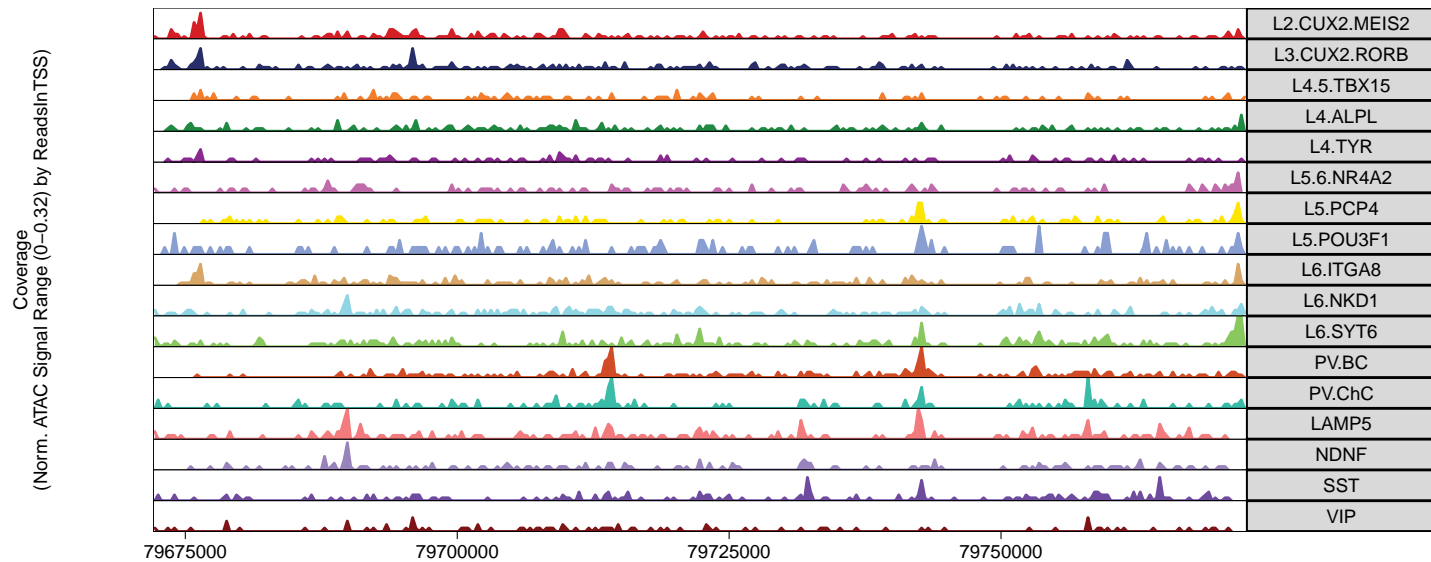 Coverage
(Norm. ATAC Signal Range (0−0.32) by ReadsInTSS)
L2.CUX2.MEIS2
L3.CUX2.RORB
L4.5.TBX15
L4.ALPL
L4.TYR
L5.6.NR4A2
L5.PCP4
L5.POU3F1
L6.ITGA8
L6.NKD1
L6.SYT6
PV.BC
PV.ChC
LAMP5
NDNF
SST
VIP
79675000 79700000 79725000 79750000